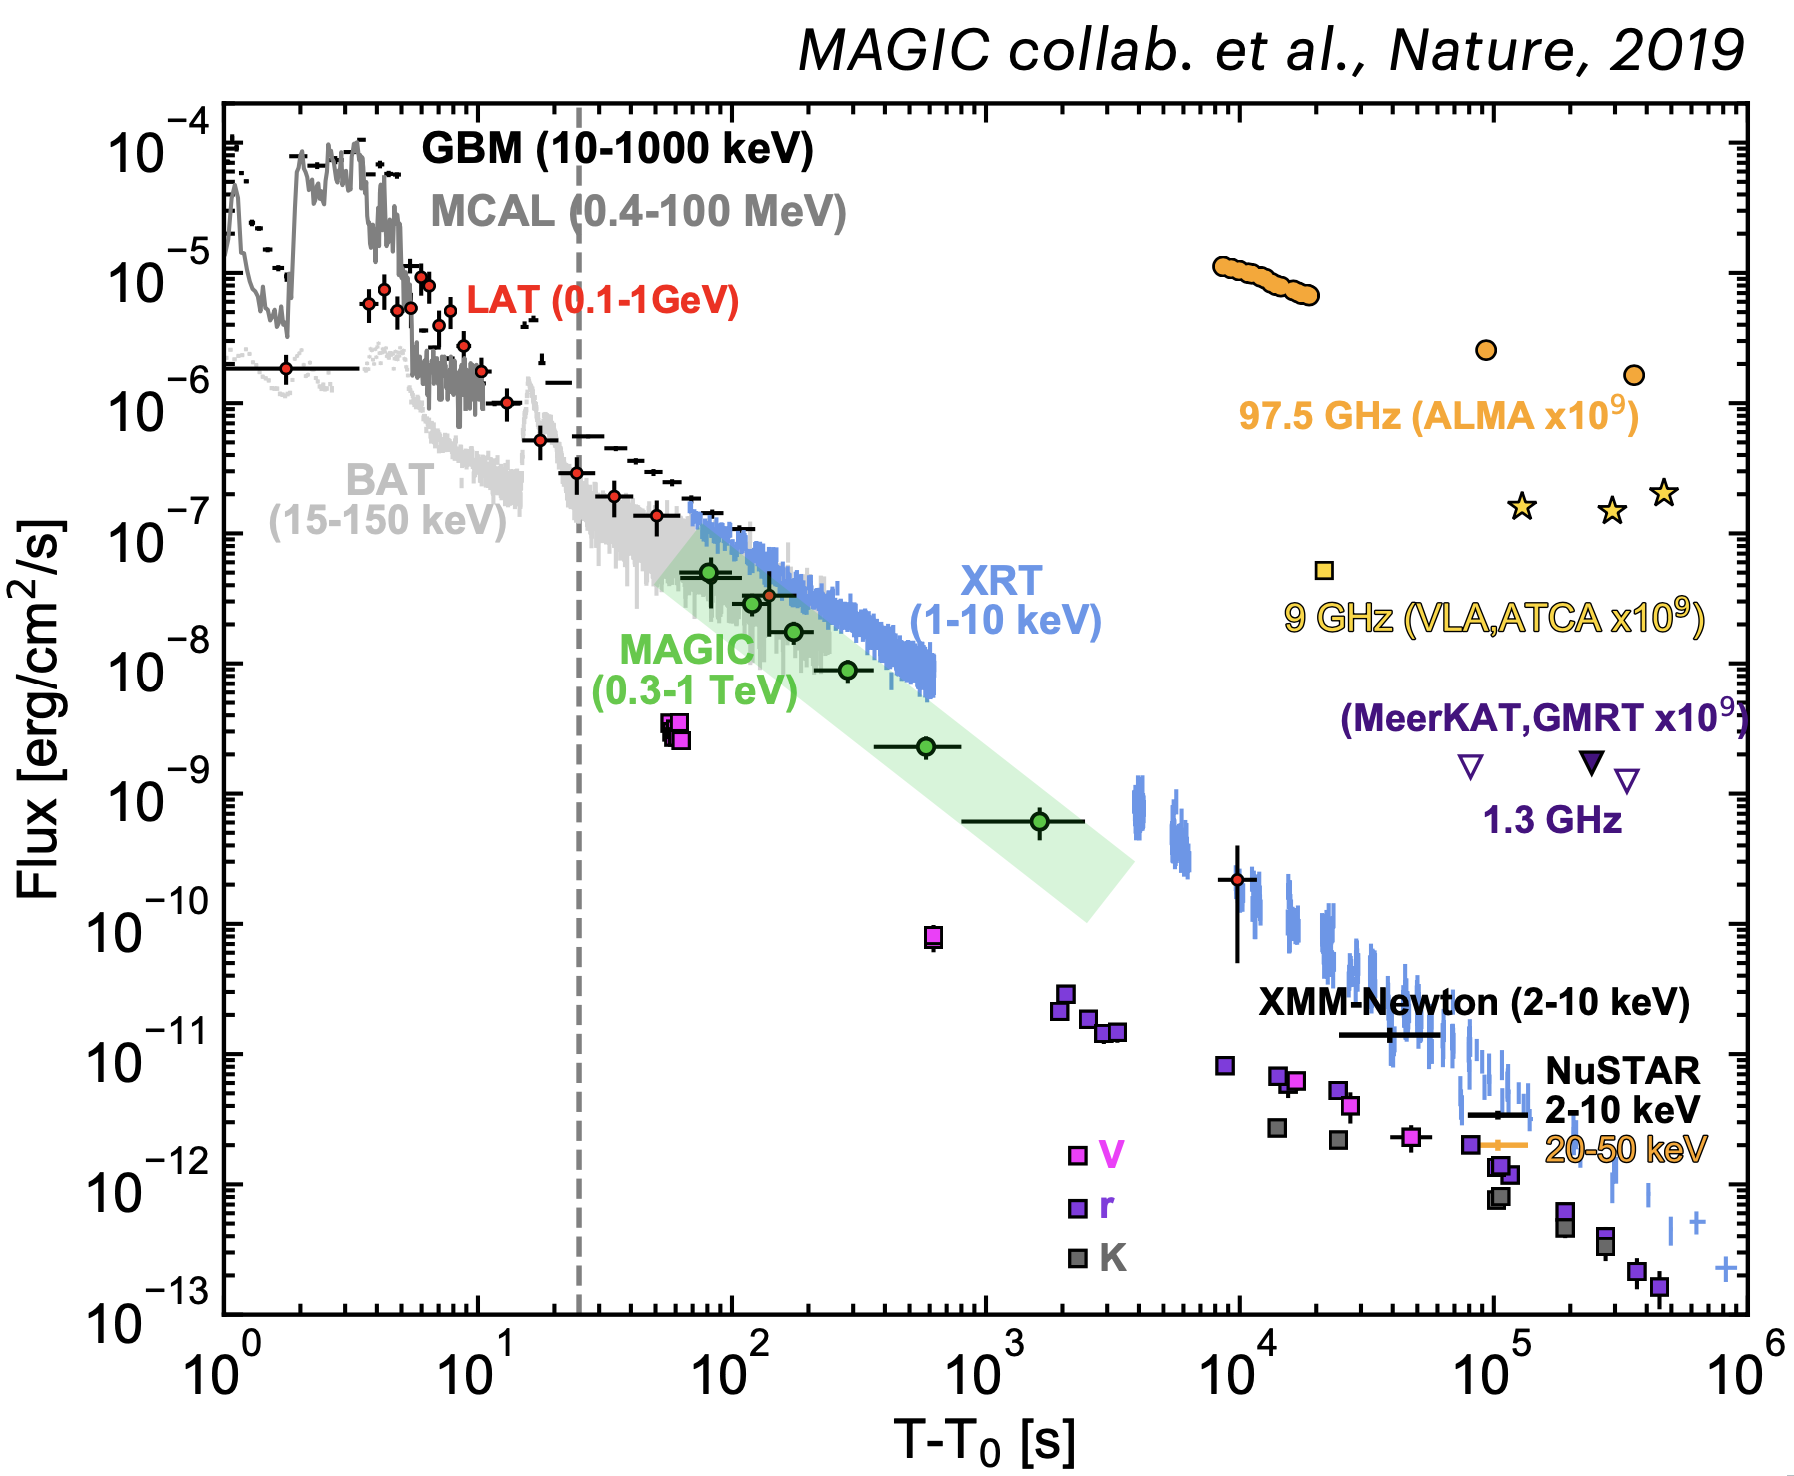 MAGIC collab. et al., Nature, 2019
10⁻⁴
GBM (10-1000 keV)
MCAL (0.4-100 MeV)
10⁻⁵
LAT (0.1-1GeV)
10⁻⁶
97.5 GHz (ALMA x10⁹)
BAT
(15-150 keV)
10⁻⁷
XRT
(1-10 keV)
9 GHz (VLA,ATCA x10⁹)
10⁻⁸
MAGIC
(0.3-1 TeV)
(MeerKAT,GMRT x10⁹)
10⁻⁹
1.3 GHz
10⁻¹⁰
XMM-Newton (2-10 keV)
10⁻¹¹
NuSTAR
2-10 keV
20-50 keV
10⁻¹²
V
r
K
10⁻¹³
Flux [erg/cm²/s]
10⁰ 10¹ 10² 10³ 10⁴ 10⁵ 10⁶
T-T₀ [s]